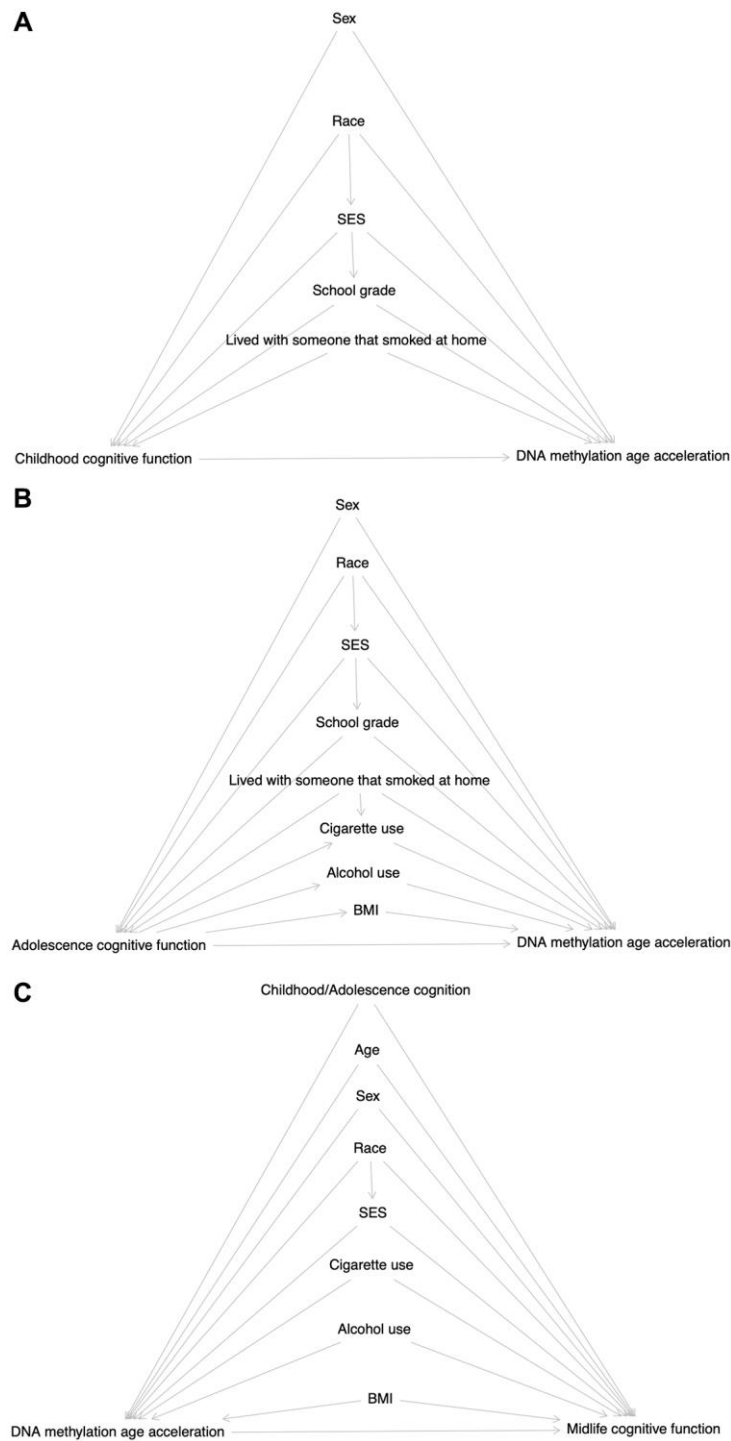 A
Sex
Race
SES
School grade
Lived with someone that smoked at home
Childhood cognitive function
DNA methylation age acceleration
B
Sex
Race
SES
School grade
Lived with someone that smoked at home
Cigarette use
Alcohol use
BMI
Adolescence cognitive function
DNA methylation age acceleration
C
Childhood/Adolescence cognition
Age
Sex
Race
SES
Cigarette use
Alcohol use
BMI
DNA methylation age acceleration
Midlife cognitive function